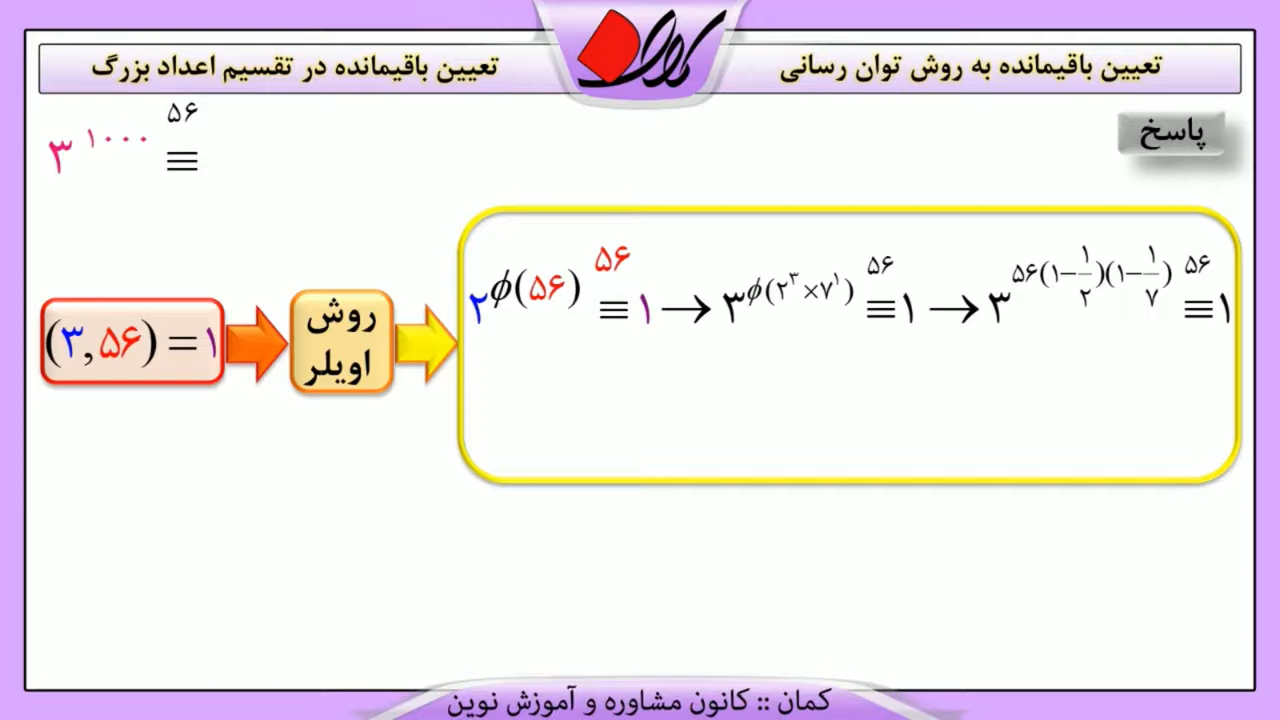 تعیین باقیمانده به روش توان رسانی
تعیین باقیمانده در تقسیم اعداد بزرگ
کمان
پاسخ
۳^۱۰۰۰ ≡^۵۶
(۳,۵۶)=۱
روش
اویلر
۲^ϕ(۵۶) ≡^۵۶ ۱ → ۳^ϕ(۲^۳×۷^۱) ≡^۵۶ ۱ → ۳^۵۶(۱−۱/۲)(۱−۱/۷) ≡^۵۶ ۱
کمان :: کانون مشاوره و آموزش نوین